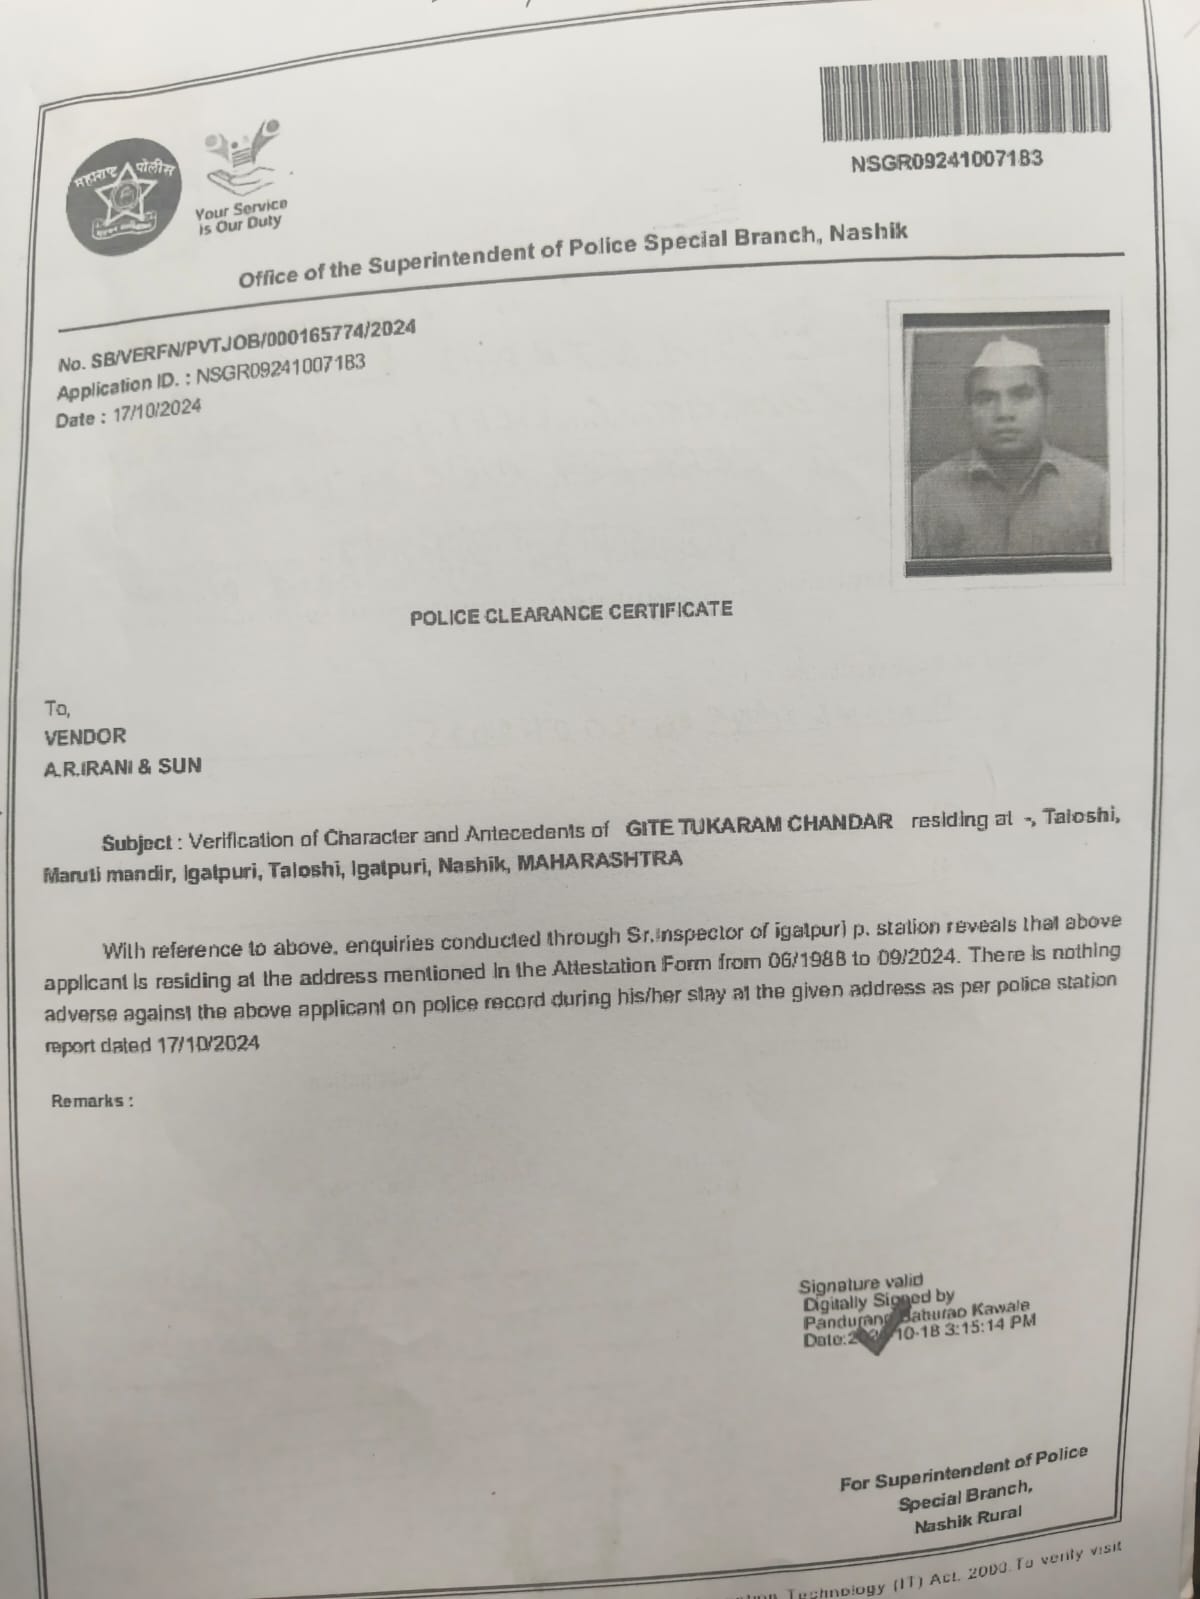 महाराष्ट्र पोलीस
Your Service
is Our Duty
NSGR09241007183
Office of the Superintendent of Police Special Branch, Nashik
No. SB/VERFN/PVTJOB/000165774/2024
Application ID. : NSGR09241007183
Date : 17/10/2024
POLICE CLEARANCE CERTIFICATE
To,
VENDOR
A.R.IRANI & SUN
Subject : Verification of Character and Antecedents of GITE TUKARAM CHANDAR residing at -, Taloshi,
Maruti mandir, Igatpuri, Taloshi, Igatpuri, Nashik, MAHARASHTRA
With reference to above, enquiries conducted through Sr.Inspector of igatpuri p. station reveals that above
applicant is residing at the address mentioned in the Attestation Form from 06/1988 to 09/2024. There is nothing
adverse against the above applicant on police record during his/her stay at the given address as per police station
report dated 17/10/2024
Remarks :
Signature valid
Digitally Signed by
Pandurang Baburao Kawale
Date: 10-18 3:15:14 PM
For Superintendent of Police
Special Branch,
Nashik Rural
Technology (IT) Act, 2000. To verify visit